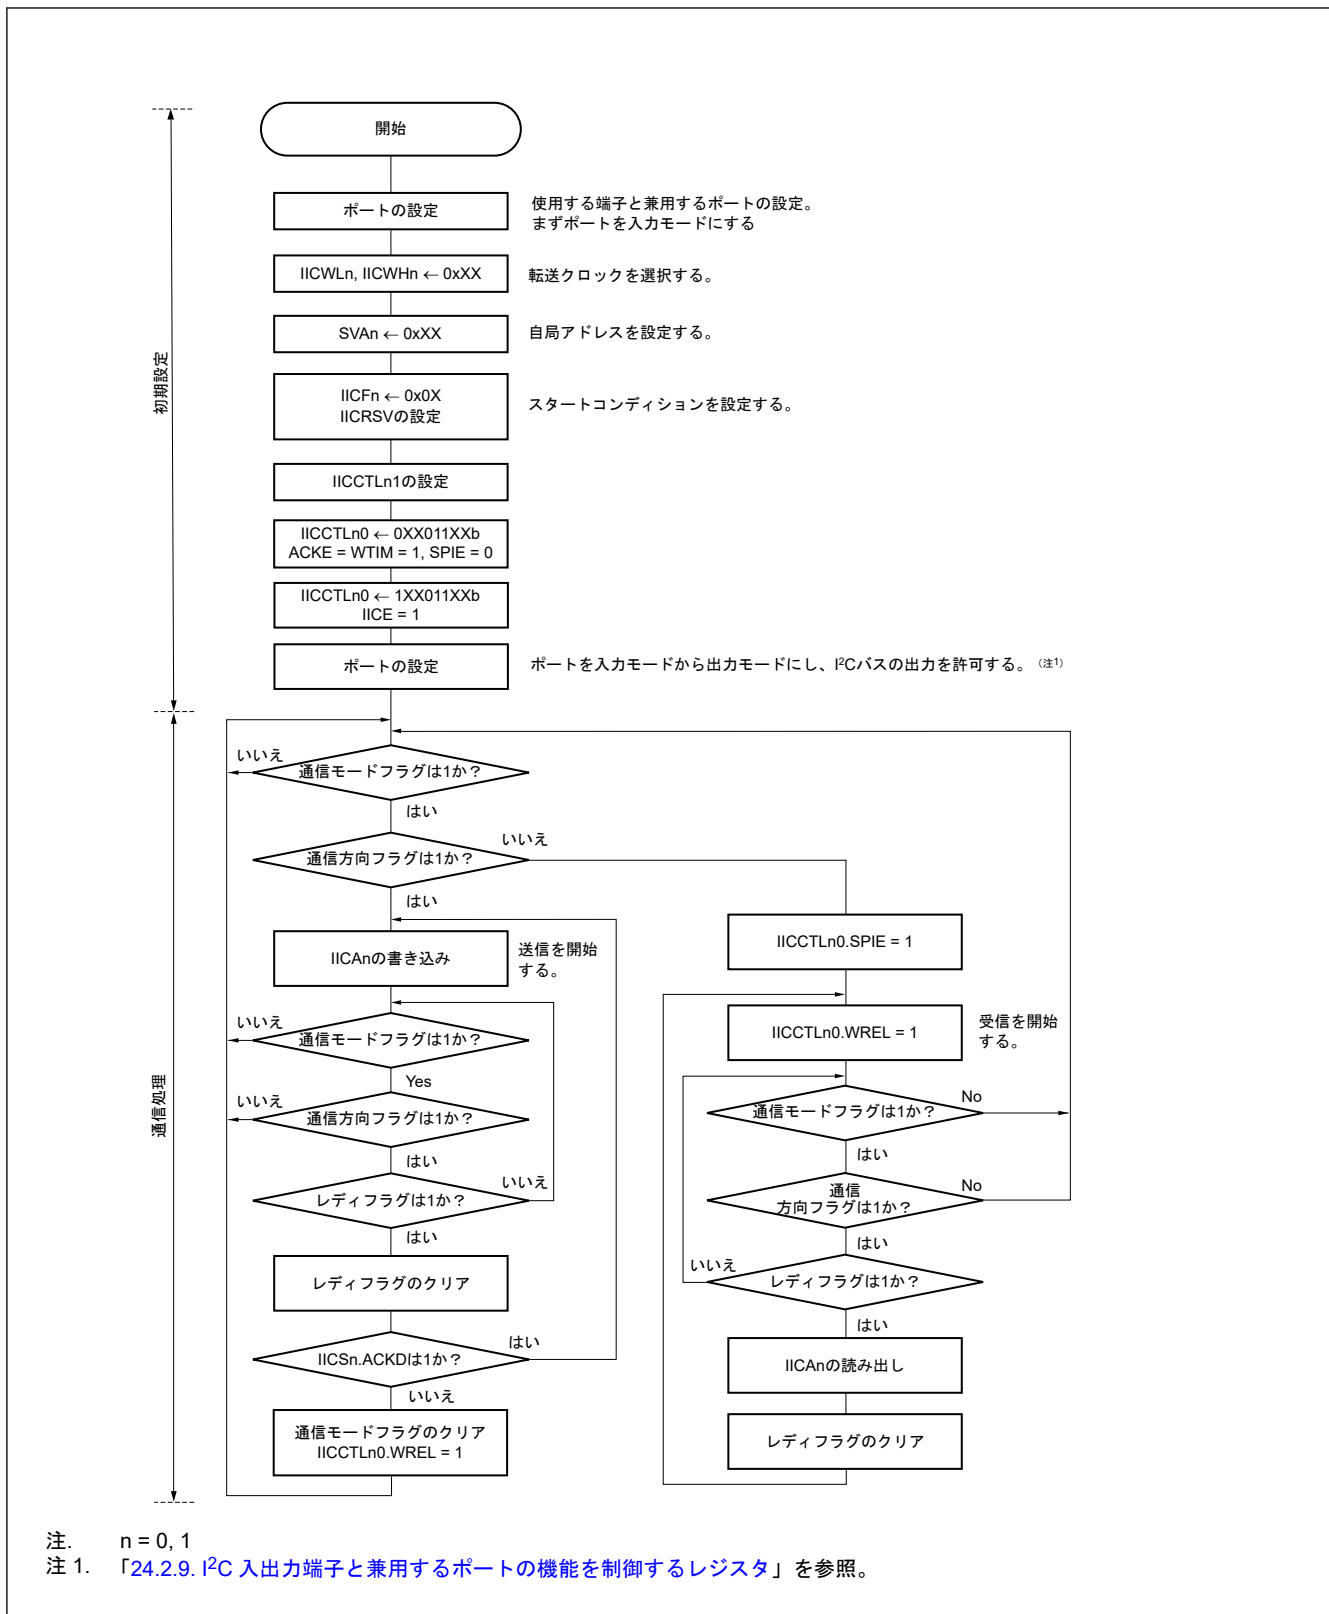 開始
ポートの設定
使用する端子と兼用するポートの設定。
まずポートを入力モードにする
IICWLn, IICWHn ← 0xXX
転送クロックを選択する。
SVAn ← 0xXX
自局アドレスを設定する。
初期設定
IICFn ← 0x0X
IICRSVの設定
スタートコンディションを設定する。
IICCTLn1の設定
IICCTLn0 ← 0XX011XXb
ACKE = WTIM = 1, SPIE = 0
IICCTLn0 ← 1XX011XXb
IICE = 1
ポートの設定
ポートを入力モードから出力モードにし、I²Cバスの出力を許可する。（注1）
いいえ
通信モードフラグは1か？
はい
いいえ
通信方向フラグは1か？
はい
IICAnの書き込み
送信を開始
する。
いいえ
通信モードフラグは1か？
Yes
いいえ
通信方向フラグは1か？
はい
いいえ
レディフラグは1か？
はい
レディフラグのクリア
はい
IICSn.ACKDは1か？
いいえ
通信モードフラグのクリア
IICCTLn0.WREL = 1
通信処理
IICCTLn0.SPIE = 1
IICCTLn0.WREL = 1
受信を開始
する。
No
通信モードフラグは1か？
はい
通信
方向フラグは1か？
No
はい
いいえ
レディフラグは1か？
はい
IICAnの読み出し
レディフラグのクリア
注. n = 0, 1
注 1. 「24.2.9. I²C 入出力端子と兼用するポートの機能を制御するレジスタ」を参照。